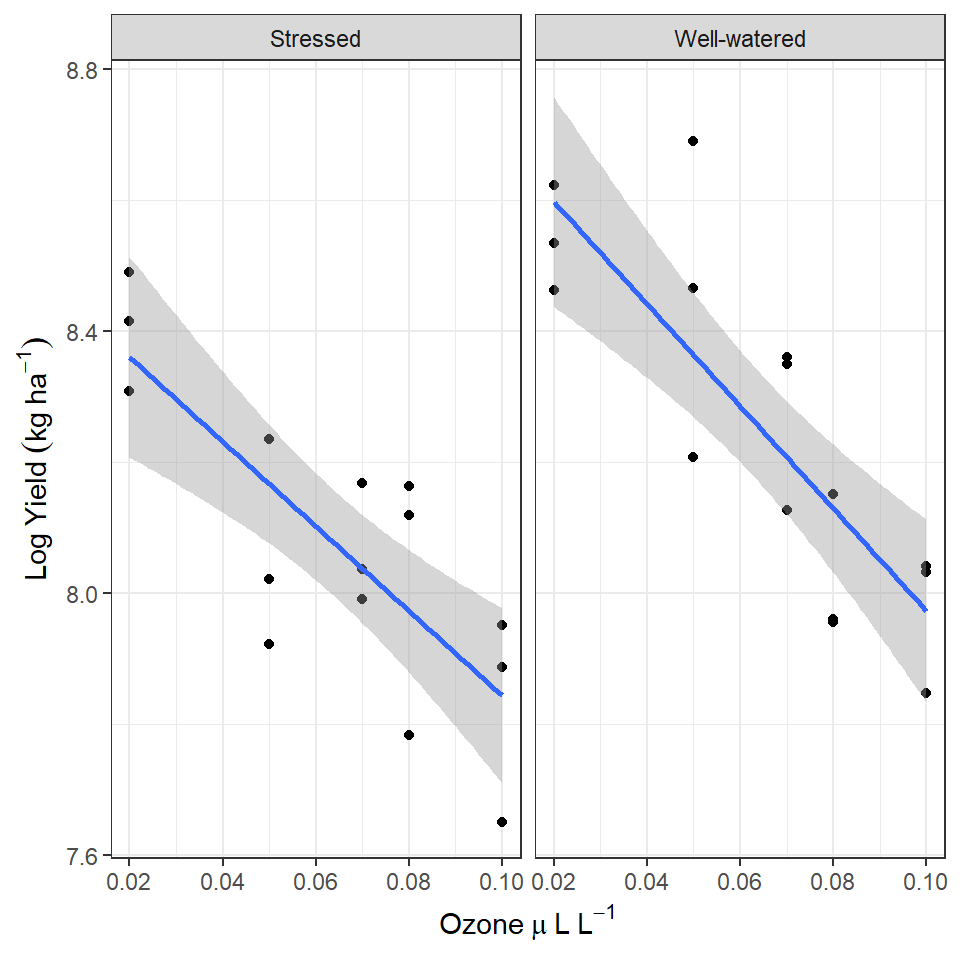 Stressed
Well-watered
8.8
8.4
8.0
7.6
Log Yield (kg ha⁻¹)
0.02 0.04 0.06 0.08 0.10 0.02 0.04 0.06 0.08 0.10
Ozone μ L L⁻¹